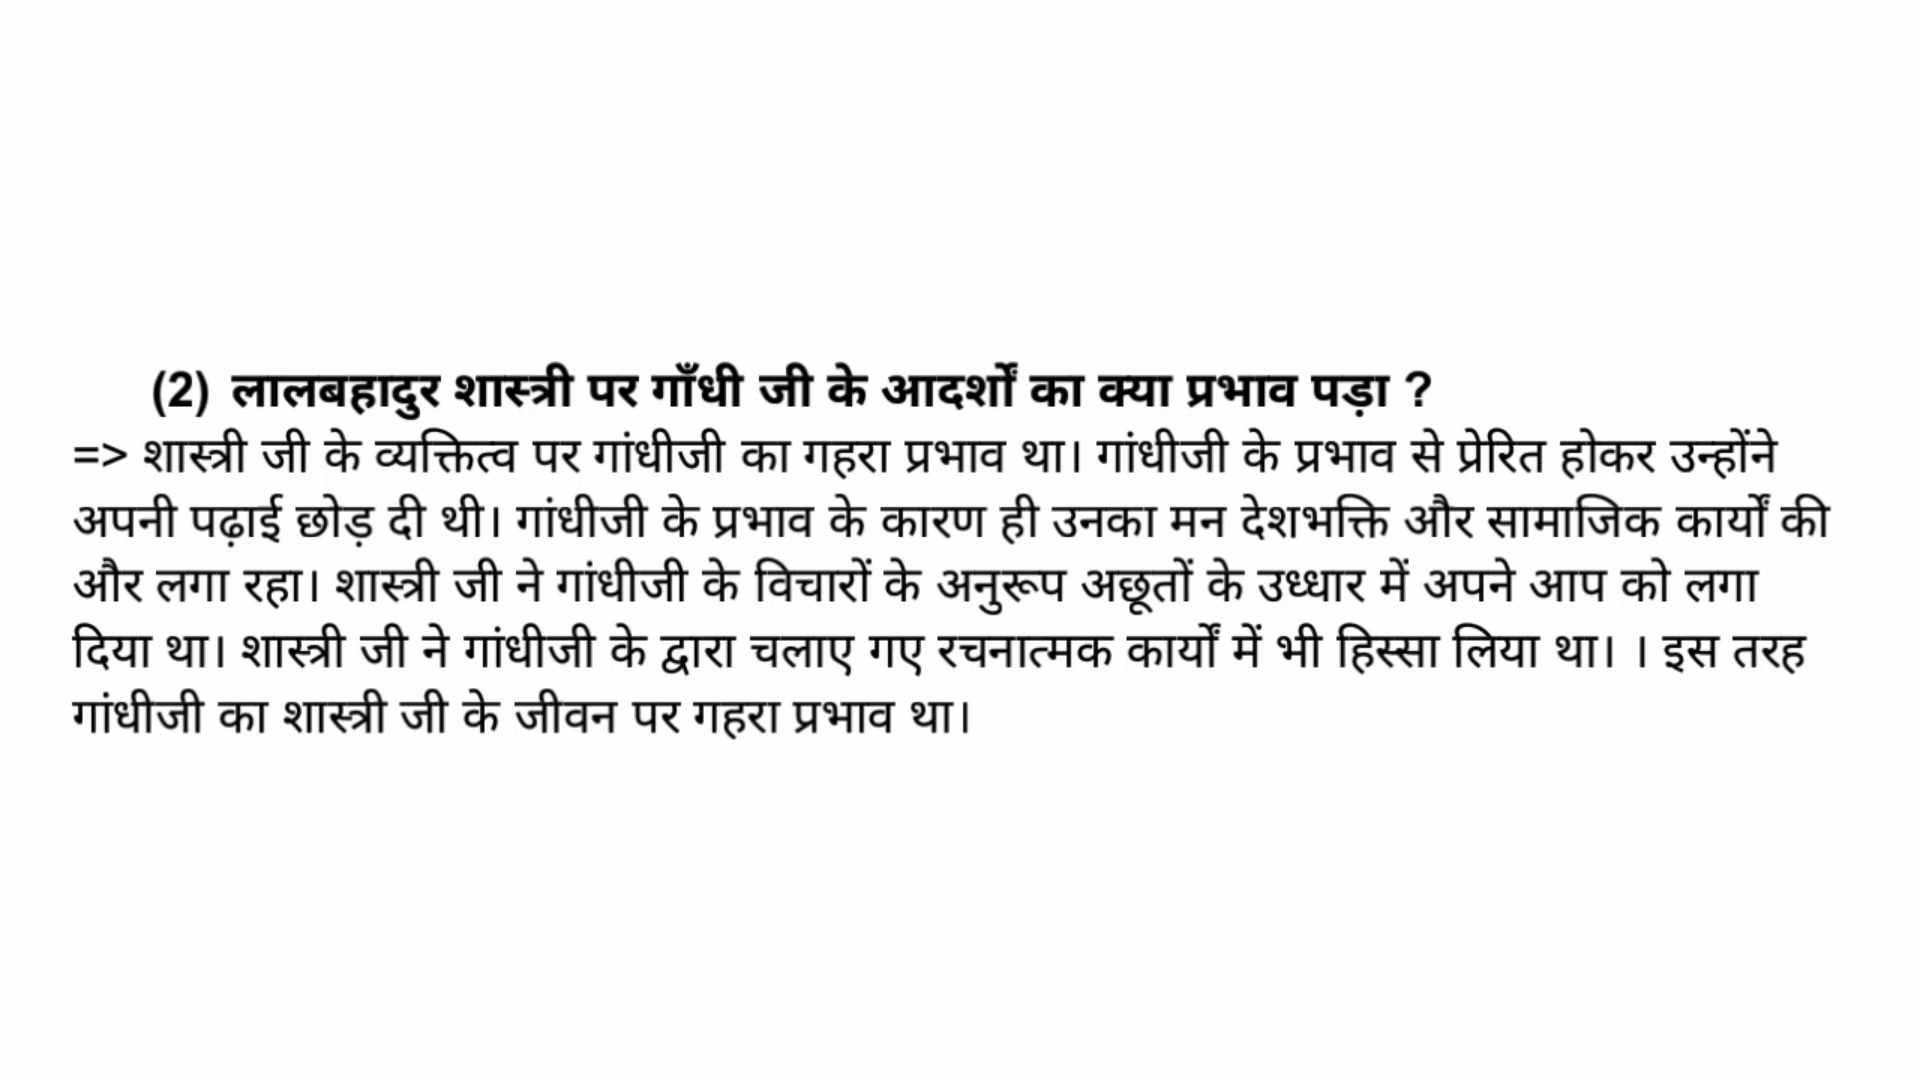 (2) लालबहादुर शास्त्री पर गाँधी जी के आदर्शों का क्या प्रभाव पड़ा ?
=> शास्त्री जी के व्यक्तित्व पर गांधीजी का गहरा प्रभाव था। गांधीजी के प्रभाव से प्रेरित होकर उन्होंने
अपनी पढ़ाई छोड़ दी थी। गांधीजी के प्रभाव के कारण ही उनका मन देशभक्ति और सामाजिक कार्यों की
और लगा रहा। शास्त्री जी ने गांधीजी के विचारों के अनुरूप अछूतों के उध्धार में अपने आप को लगा
दिया था। शास्त्री जी ने गांधीजी के द्वारा चलाए गए रचनात्मक कार्यों में भी हिस्सा लिया था। । इस तरह
गांधीजी का शास्त्री जी के जीवन पर गहरा प्रभाव था।